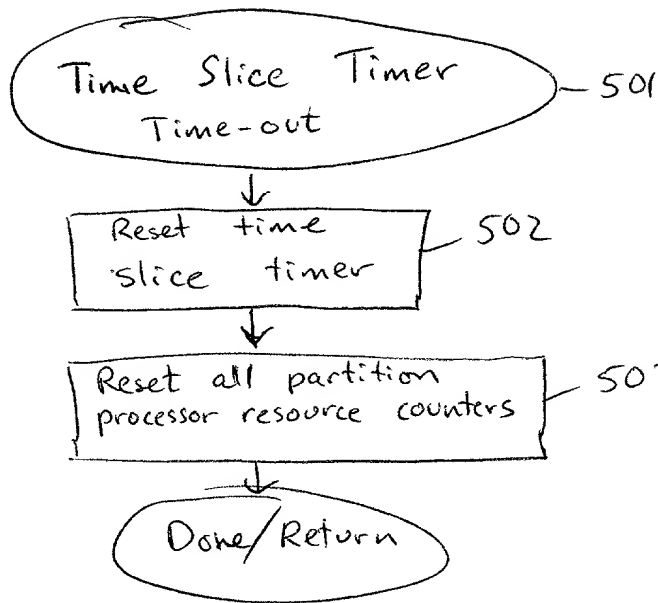 Time Slice Timer
Time-out
501
Reset time
slice timer
502
Reset all partition
processor resource counters
Done/Return